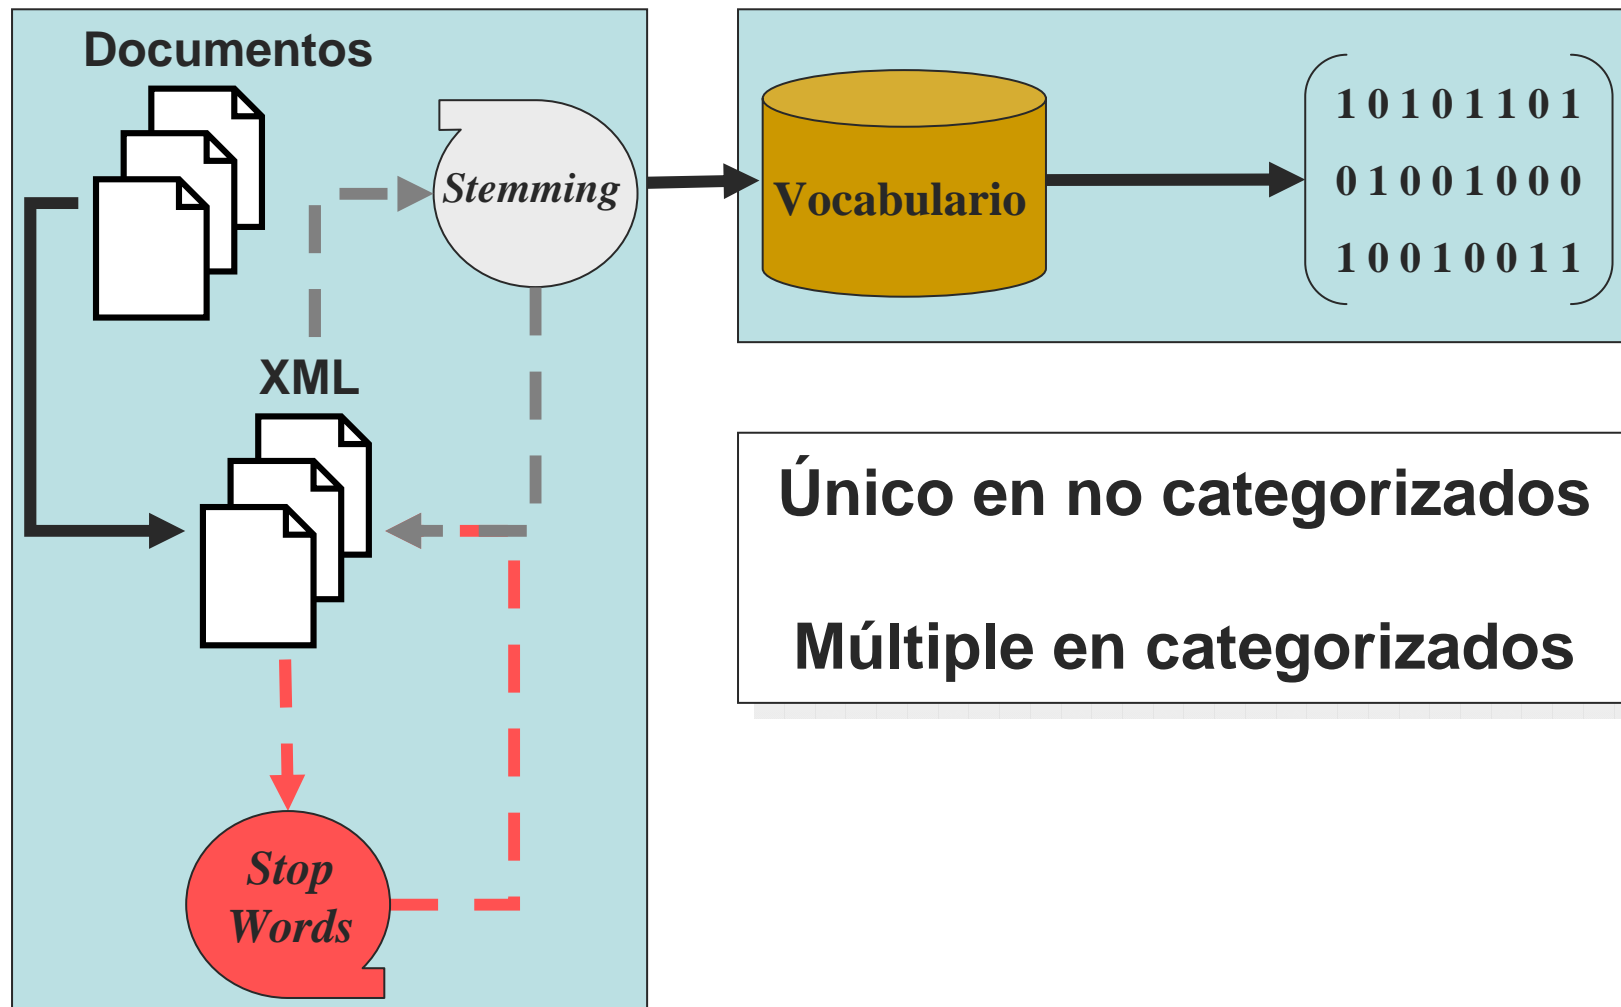 Documentos
Stemming
XML
Stop
Words
Vocabulario
1 0 1 0 1 1 0 1
0 1 0 0 1 0 0 0
1 0 0 1 0 0 1 1
Único en no categorizados
Múltiple en categorizados